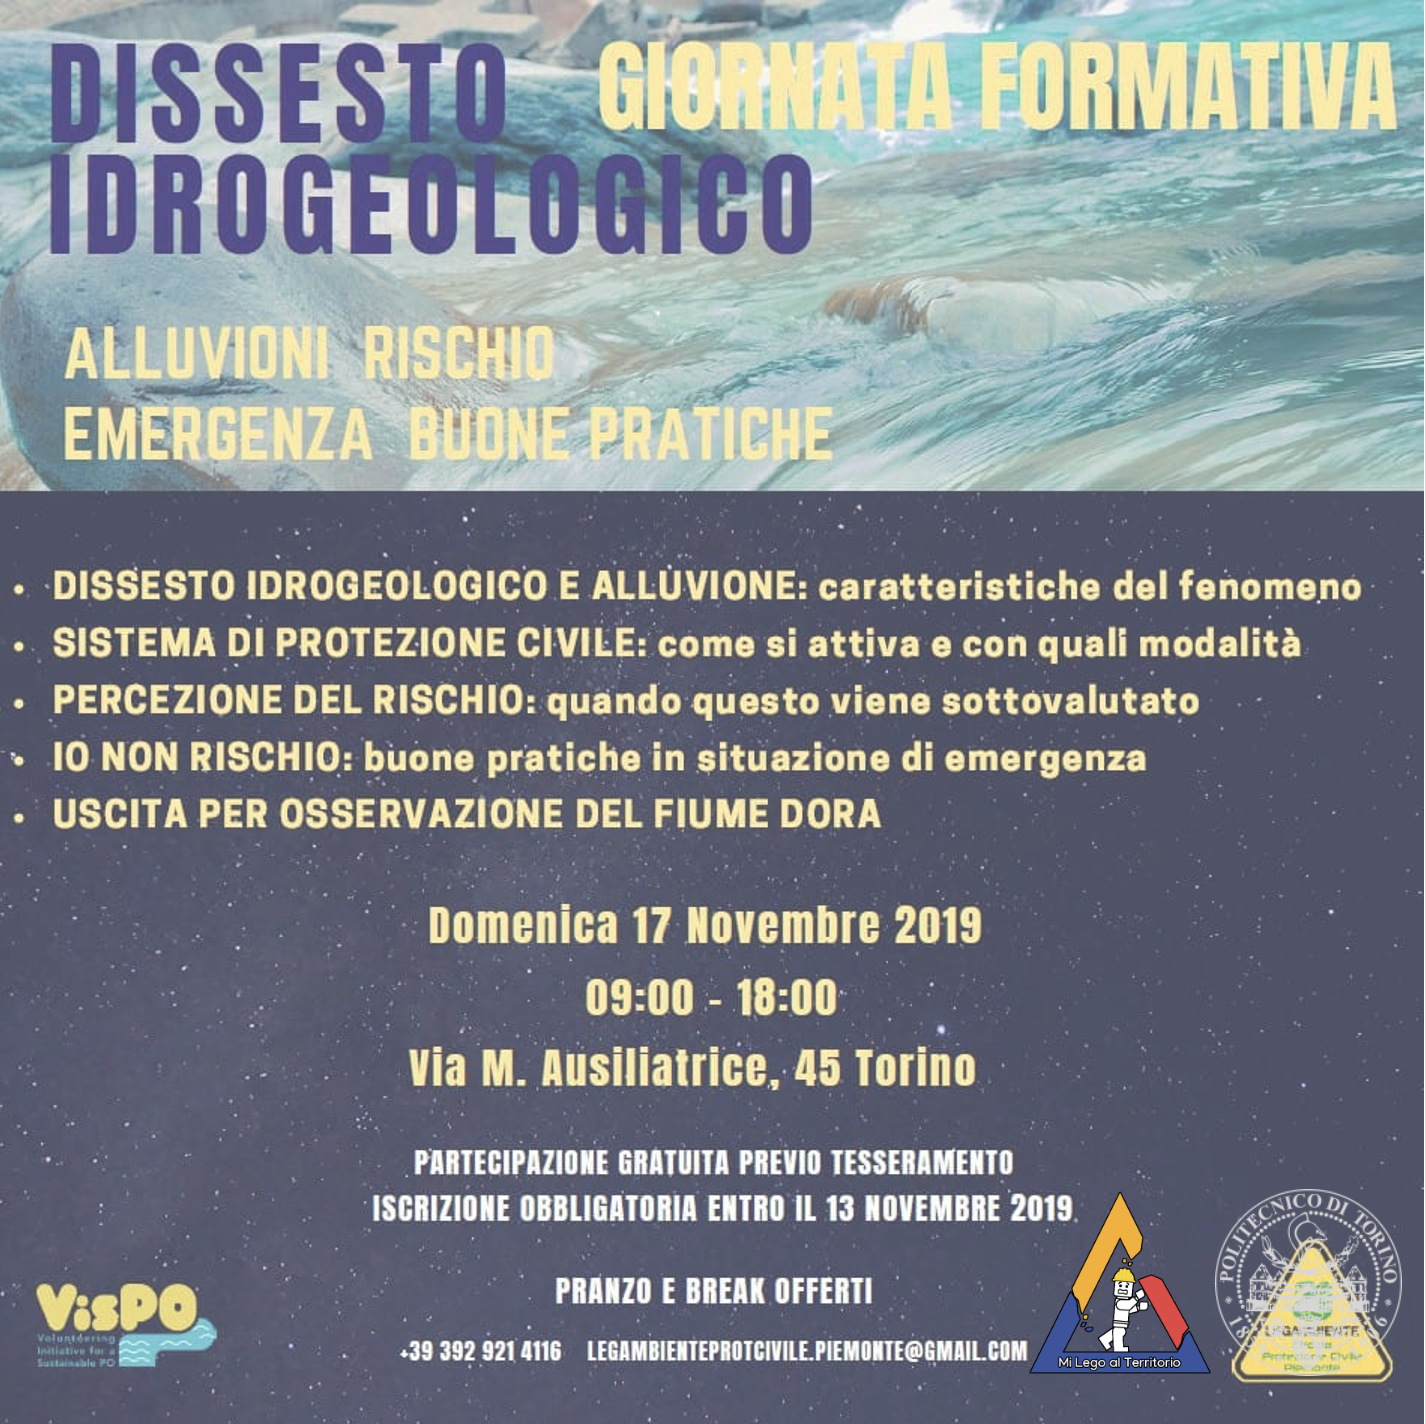 DISSESTO
IDROGEOLOGICO
GIORNATA FORMATIVA
ALLUVIONI RISCHIO
EMERGENZA BUONE PRATICHE
• DISSESTO IDROGEOLOGICO E ALLUVIONE: caratteristiche del fenomeno
• SISTEMA DI PROTEZIONE CIVILE: come si attiva e con quali modalità
• PERCEZIONE DEL RISCHIO: quando questo viene sottovalutato
• IO NON RISCHIO: buone pratiche in situazione di emergenza
• USCITA PER OSSERVAZIONE DEL FIUME DORA
Domenica 17 Novembre 2019
09:00 - 18:00
Via M. Ausiliatrice, 45 Torino
PARTECIPAZIONE GRATUITA PREVIO TESSERAMENTO
ISCRIZIONE OBBLIGATORIA ENTRO IL 13 NOVEMBRE 2019
PRANZO E BREAK OFFERTI
+39 392 921 4116 LEGAMBIENTEPROTCIVILE.PIEMONTE@GMAIL.COM
VisPO
Volunteering
Initiative for a
Sustainable PO
Mi Lego al Territorio
POLITECNICO DI TORINO
LEGAMBIENTE
Protezione Civile
Piemonte